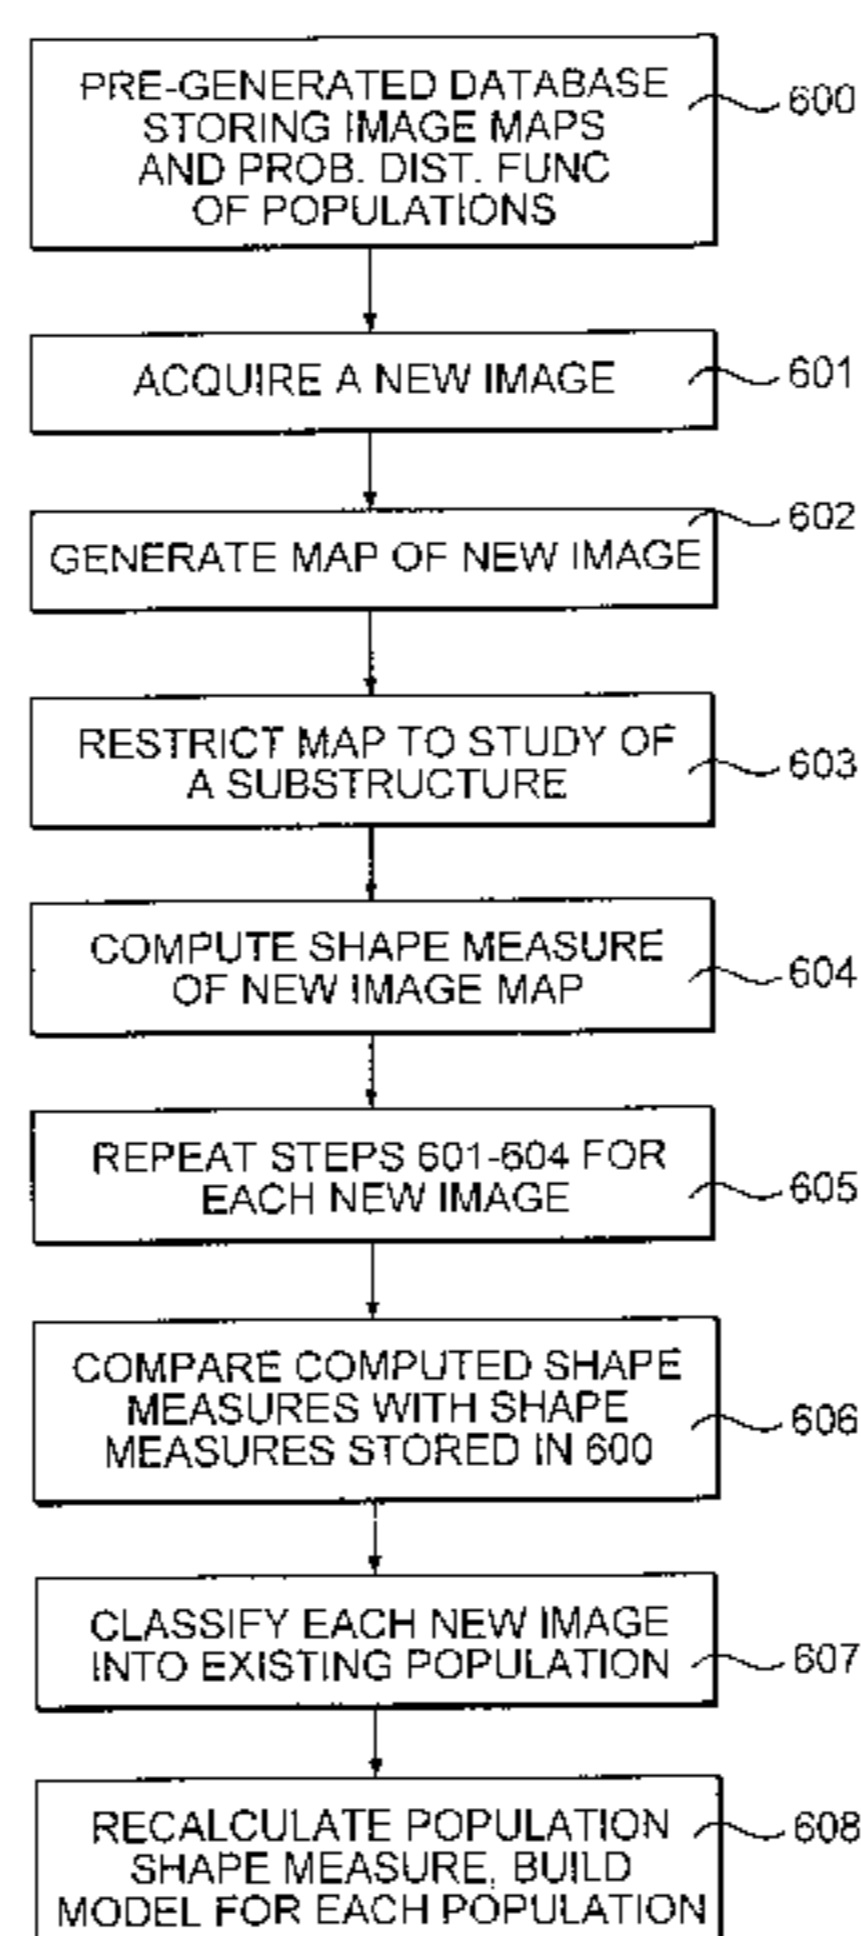 PRE-GENERATED DATABASE
STORING IMAGE MAPS
AND PROB. DIST. FUNC
OF POPULATIONS
600
ACQUIRE A NEW IMAGE
601
602
GENERATE MAP OF NEW IMAGE
RESTRICT MAP TO STUDY OF
A SUBSTRUCTURE
603
COMPUTE SHAPE MEASURE
OF NEW IMAGE MAP
604
REPEAT STEPS 601-604 FOR
EACH NEW IMAGE
605
COMPARE COMPUTED SHAPE
MEASURES WITH SHAPE
MEASURES STORED IN 600
606
CLASSIFY EACH NEW IMAGE
INTO EXISTING POPULATION
607
RECALCULATE POPULATION
SHAPE MEASURE, BUILD
MODEL FOR EACH POPULATION
608